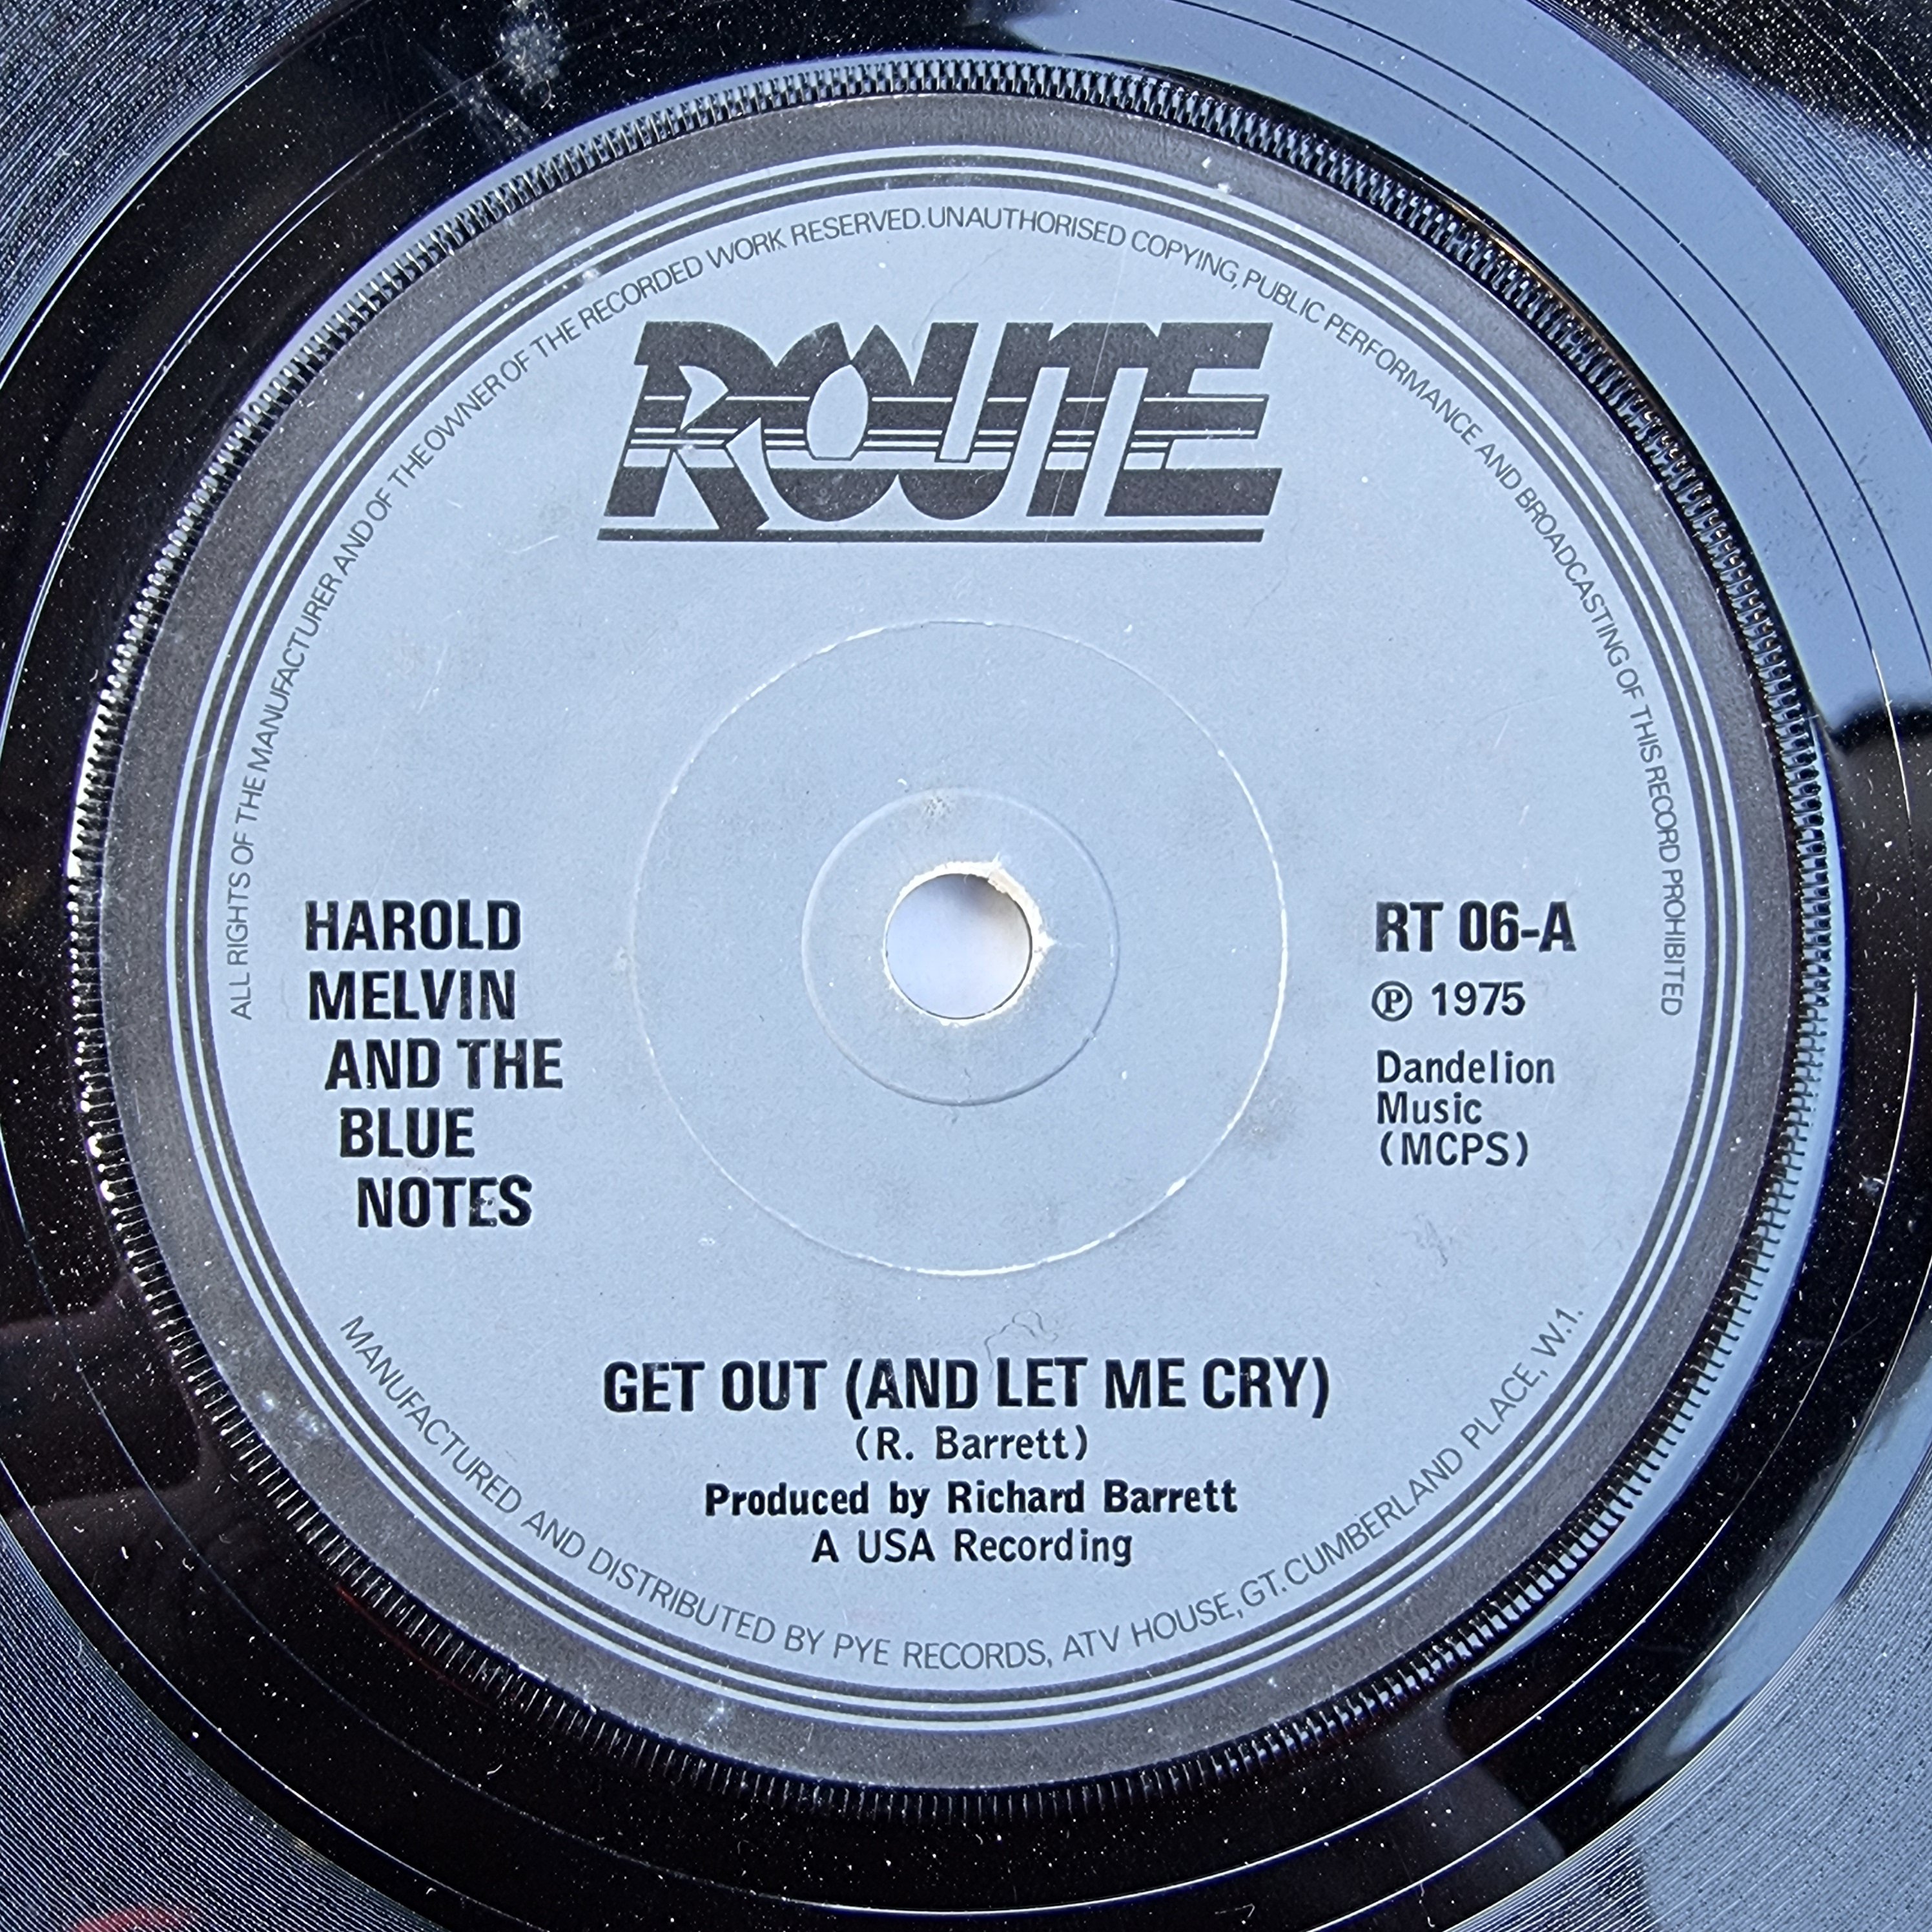 ALL RIGHTS OF THE MANUFACTURER AND OF THE OWNER OF THE RECORDED WORK RESERVED. UNAUTHORISED COPYING, PUBLIC PERFORMANCE AND BROADCASTING OF THIS RECORD PROHIBITED
ROUTE
HAROLD
MELVIN
AND THE
BLUE
NOTES
RT 06-A
℗ 1975
Dandelion
Music
(MCPS)
GET OUT (AND LET ME CRY)
(R. Barrett)
Produced by Richard Barrett
A USA Recording
MANUFACTURED AND DISTRIBUTED BY PYE RECORDS, ATV HOUSE, GT. CUMBERLAND PLACE, W.1.